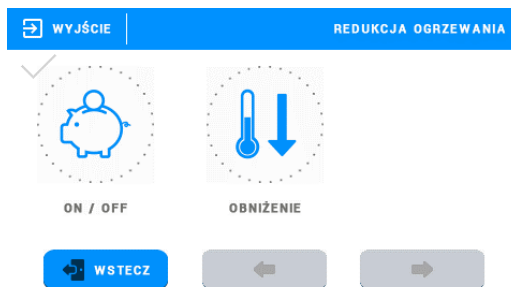 WYJŚCIE
REDUKCJA OGRZEWANIA
ON / OFF
OBNIŻENIE
WSTECZ